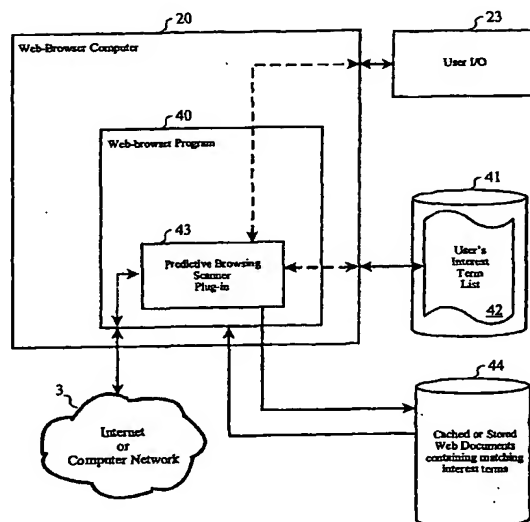 20
Web-Browser Computer
23
User I/O
40
Web-browser Program
43
Predictive Browsing
Scanner
Plug-in
41
User's
Interest
Term
List
42
44
Cached or Stored
Web Documents
containing matching
interest terms
3
Internet
or
Computer Network